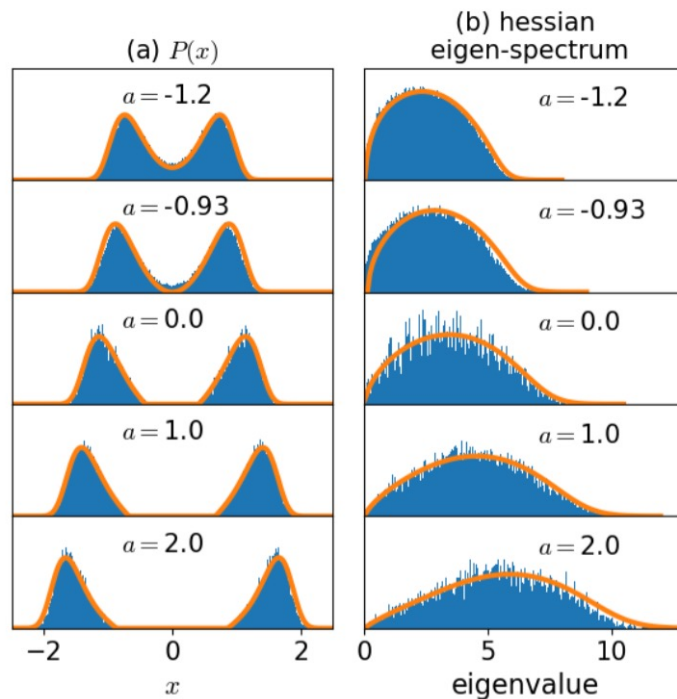 (a) P(x)
(b) hessian
eigen-spectrum
a = -1.2
a = -1.2
a = -0.93
a = -0.93
a = 0.0
a = 0.0
a = 1.0
a = 1.0
a = 2.0
a = 2.0
−2 0 2
0 5 10
x
eigenvalue